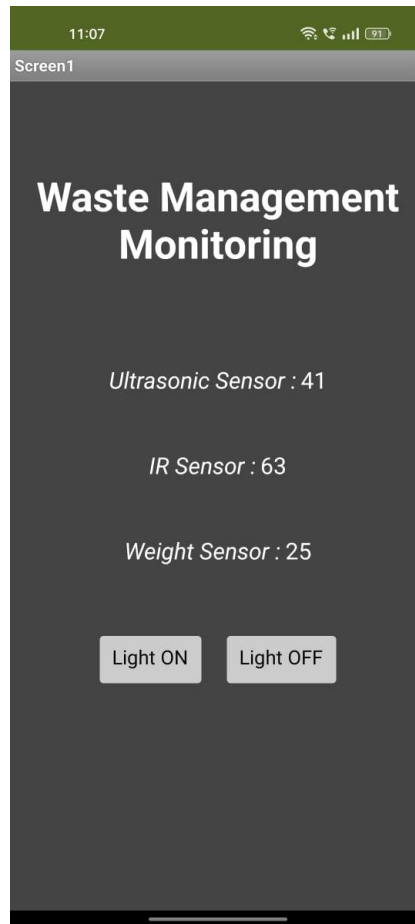 11:07
91
Screen1
Waste Management
Monitoring
Ultrasonic Sensor : 41
IR Sensor : 63
Weight Sensor : 25
Light ON
Light OFF